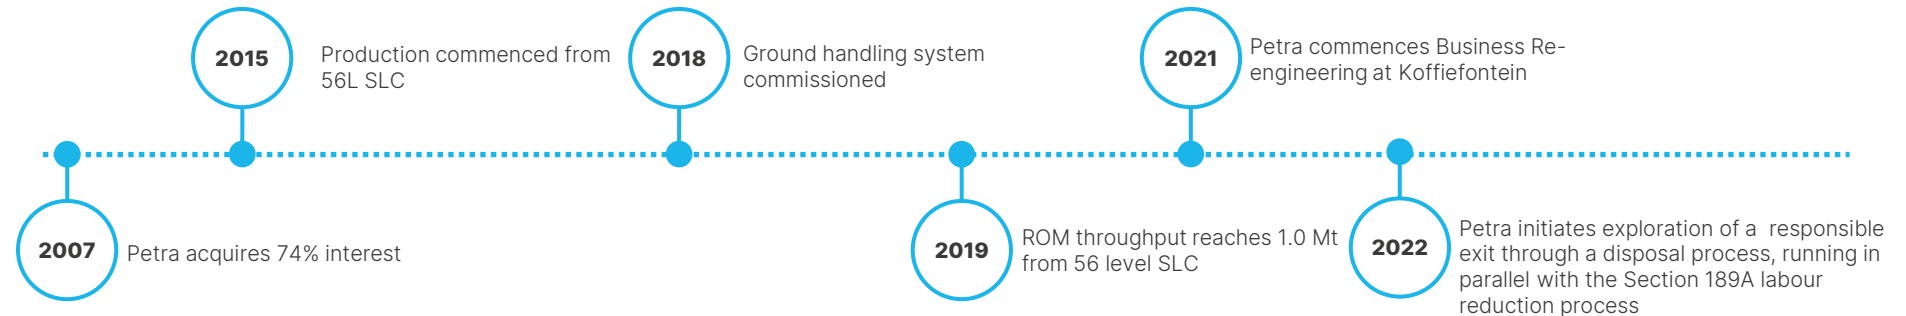 2007
Petra acquires 74% interest
2015
Production commenced from
56L SLC
2018
Ground handling system
commissioned
2019
ROM throughput reaches 1.0 Mt
from 56 level SLC
2021
Petra commences Business Re-
engineering at Koffiefontein
2022
Petra initiates exploration of a  responsible
exit through a disposal process, running in
parallel with the Section 189A labour
reduction process